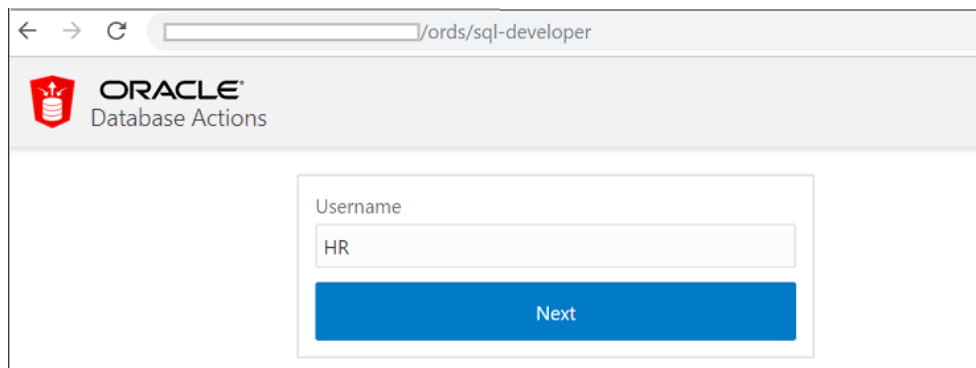 /ords/sql-developer
ORACLE®
Database Actions
Username
HR
Next